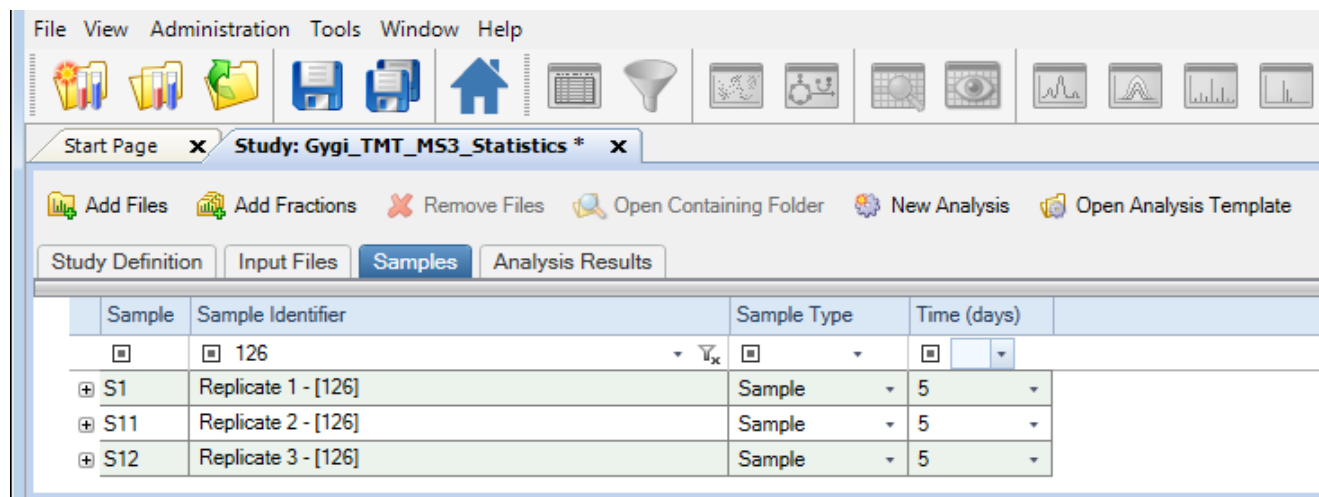 File View Administration Tools Window Help
Start Page x Study: Gygi_TMT_MS3_Statistics * x
Add Files Add Fractions Remove Files Open Containing Folder New Analysis Open Analysis Template
Study Definition Input Files Samples Analysis Results
Sample Sample Identifier Sample Type Time (days)
126
S1 Replicate 1 - [126] Sample 5
S11 Replicate 2 - [126] Sample 5
S12 Replicate 3 - [126] Sample 5